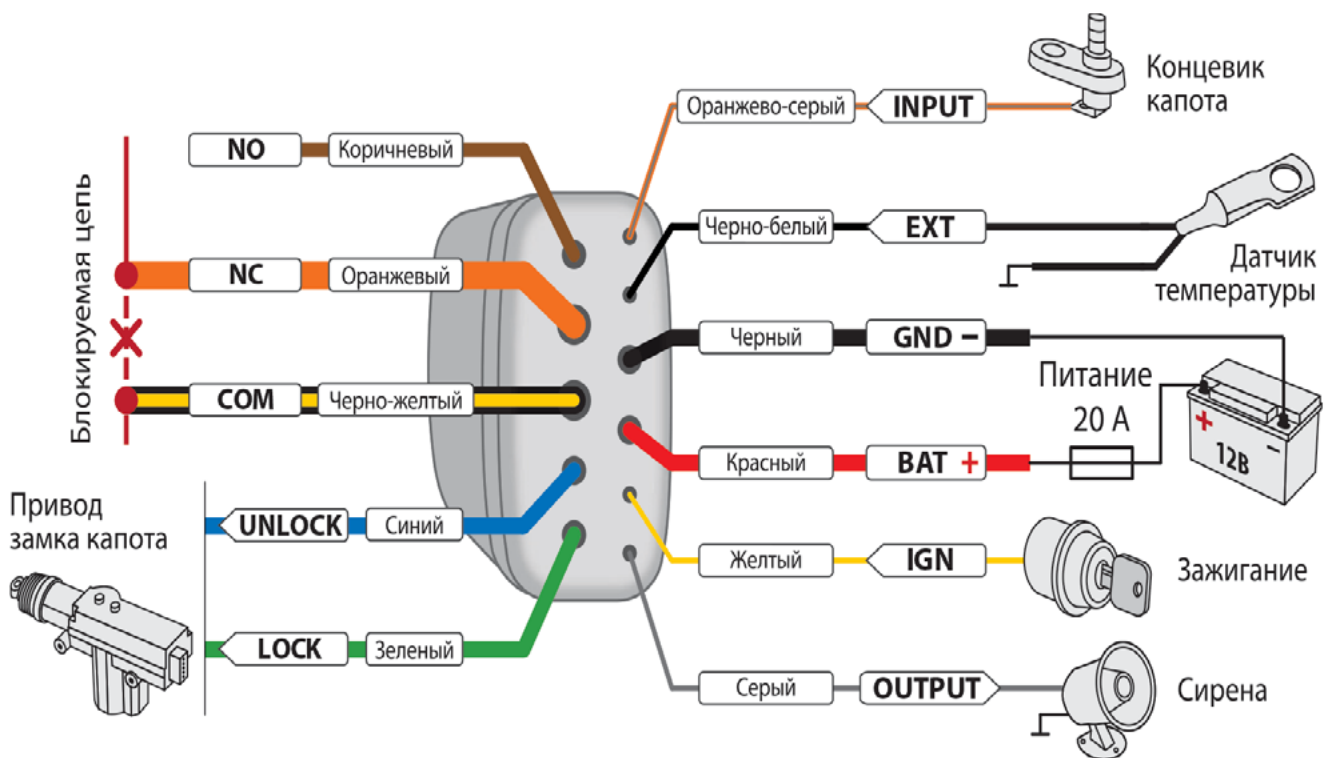 Оранжево-серый
INPUT
Концевик
капота
NO
Коричневый
Черно-белый
EXT
Датчик
температуры
Блокируемая цепь
NC
Оранжевый
Черный
GND –
Питание
20 А
COM
Черно-желтый
Красный
BAT +
+
–
12В
Привод
замка капота
UNLOCK
Синий
Желтый
IGN
Зажигание
LOCK
Зеленый
Серый
OUTPUT
Сирена